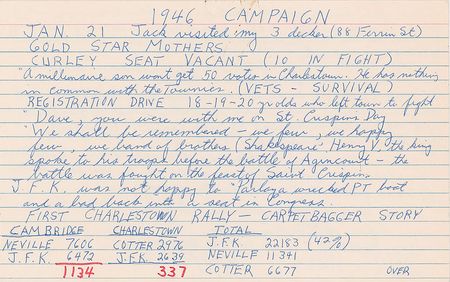 1946 CAMPAIGN
JAN. 21 Jack visited my 3 decker (88 Ferrin St)
GOLD STAR MOTHERS
CURLEY SEAT VACANT (10 IN FIGHT)
"A millionaire son won't get 50 votes in Charlestown. He has nothing
in common with the Townies. (VETS - SURVIVAL)
REGISTRATION DRIVE 18-19-20 yr olds who left town to fight
"Dave, you were with me on St. Crispins Day
"We shall be remembered - we few, we happy
few, we band of brothers (Shakespeare' Henry V, the king
spoke to his troops before the battle of Agincourt - the
battle was fought on the feast of Saint Crispin.
J.F.K. was not happy to "parlay a wrecked PT boat
and a bad back into a seat in Congress.
FIRST CHARLESTOWN RALLY - CARPETBAGGER STORY
CAMBRIDGE CHARLESTOWN TOTAL
NEVILLE 7606 COTTER 2976 J.F.K. 22183 (42%)
J.F.K. 6472 J.F.K. 2639 NEVILLE 11341
1134 337 COTTER 6677 OVER